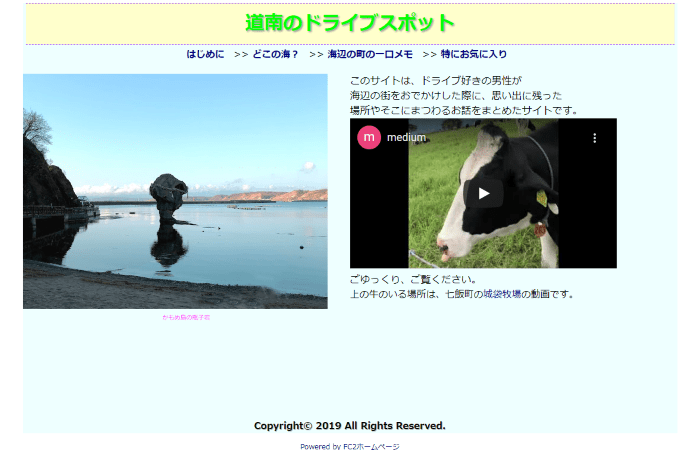 道南のドライブスポット
はじめに >> どこの海？ >> 海辺の町の一口メモ >> 特にお気に入り
このサイトは、ドライブ好きの男性が
海辺の街をおでかけした際に、思い出に残った
場所やそこにまつわるお話をまとめたサイトです。
m medium
ごゆっくり、ご覧ください。
上の牛のいる場所は、七飯町の城袋牧場の動画です。
かもめ島の瓶子岩
Copyright© 2019 All Rights Reserved.
Powered by FC2ホームページ